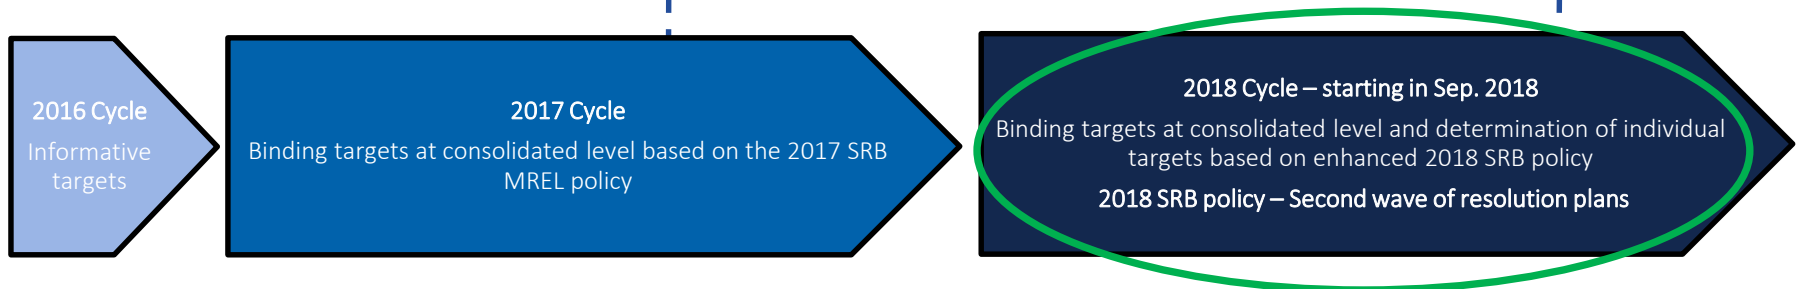 2016 Cycle
Informative
targets
2017 Cycle
Binding targets at consolidated level based on the 2017 SRB
MREL policy
2018 Cycle – starting in Sep. 2018
Binding targets at consolidated level and determination of individual
targets based on enhanced 2018 SRB policy
2018 SRB policy – Second wave of resolution plans